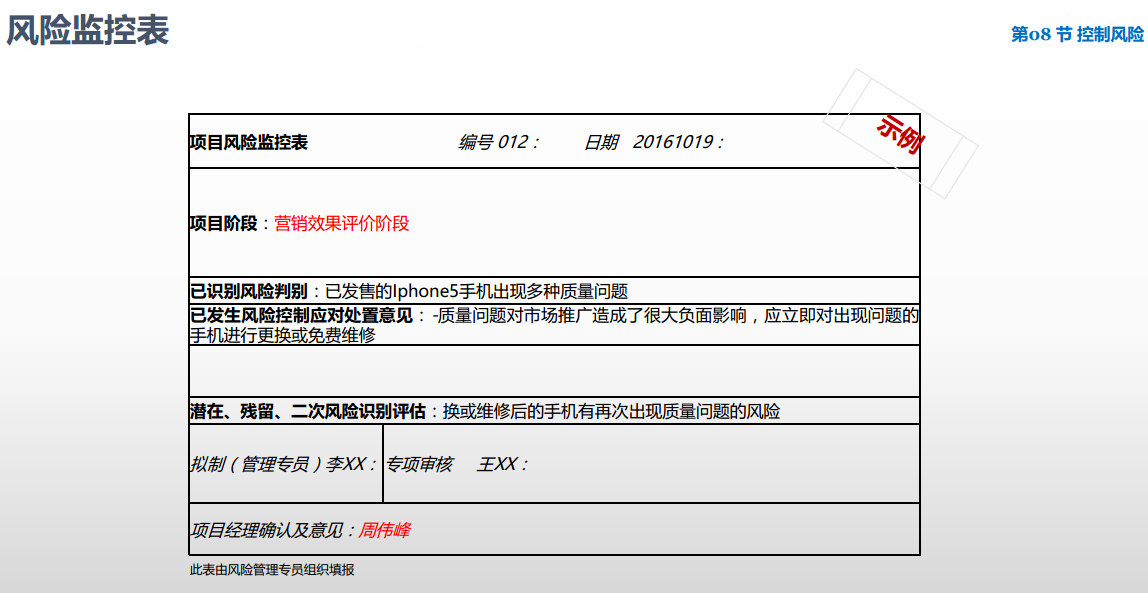 风险监控表
第08 节 控制风险
示例
项目风险监控表 编号 012： 日期 20161019：
项目阶段：营销效果评价阶段
已识别风险判别：已发售的Iphone5手机出现多种质量问题
已发生风险控制应对处置意见：-质量问题对市场推广造成了很大负面影响，应立即对出现问题的
手机进行更换或免费维修
潜在、残留、二次风险识别评估：换或维修后的手机有再次出现质量问题的风险
拟制（管理专员）李XX： 专项审核 王XX：
项目经理确认及意见：周伟峰
此表由风险管理专员组织填报